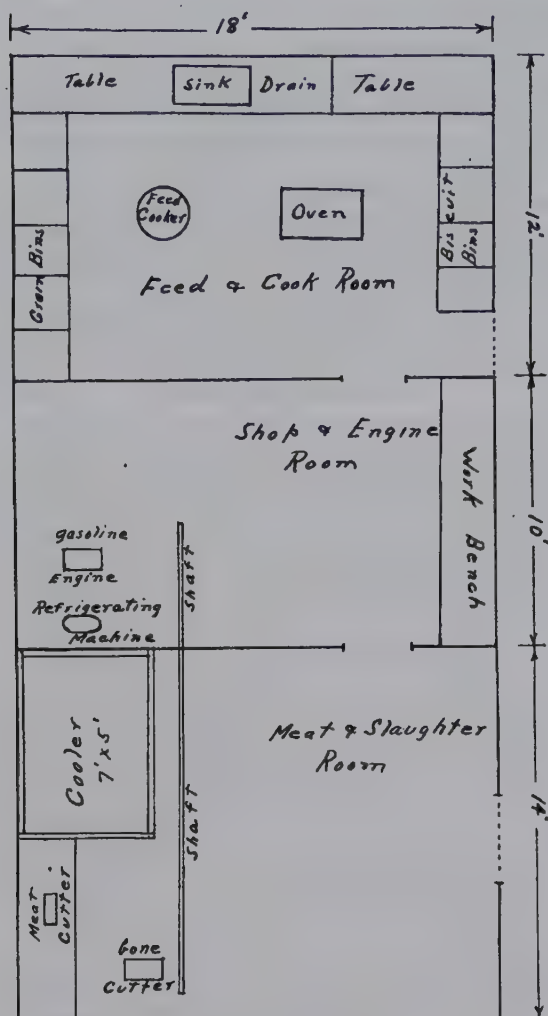 18'
Table
Sink
Drain
Table
Feed
Cooker
Oven
Grain Bins
Biscuit
Bins
12'
Feed & Cook Room
Shop & Engine
Room
Work Bench
10'
gasoline
Engine
Refrigerating
Machine
shaft
Cooler
7'x5'
Meat & Slaughter
Room
shaft
14'
Meat
Cutter
bone
Cutter